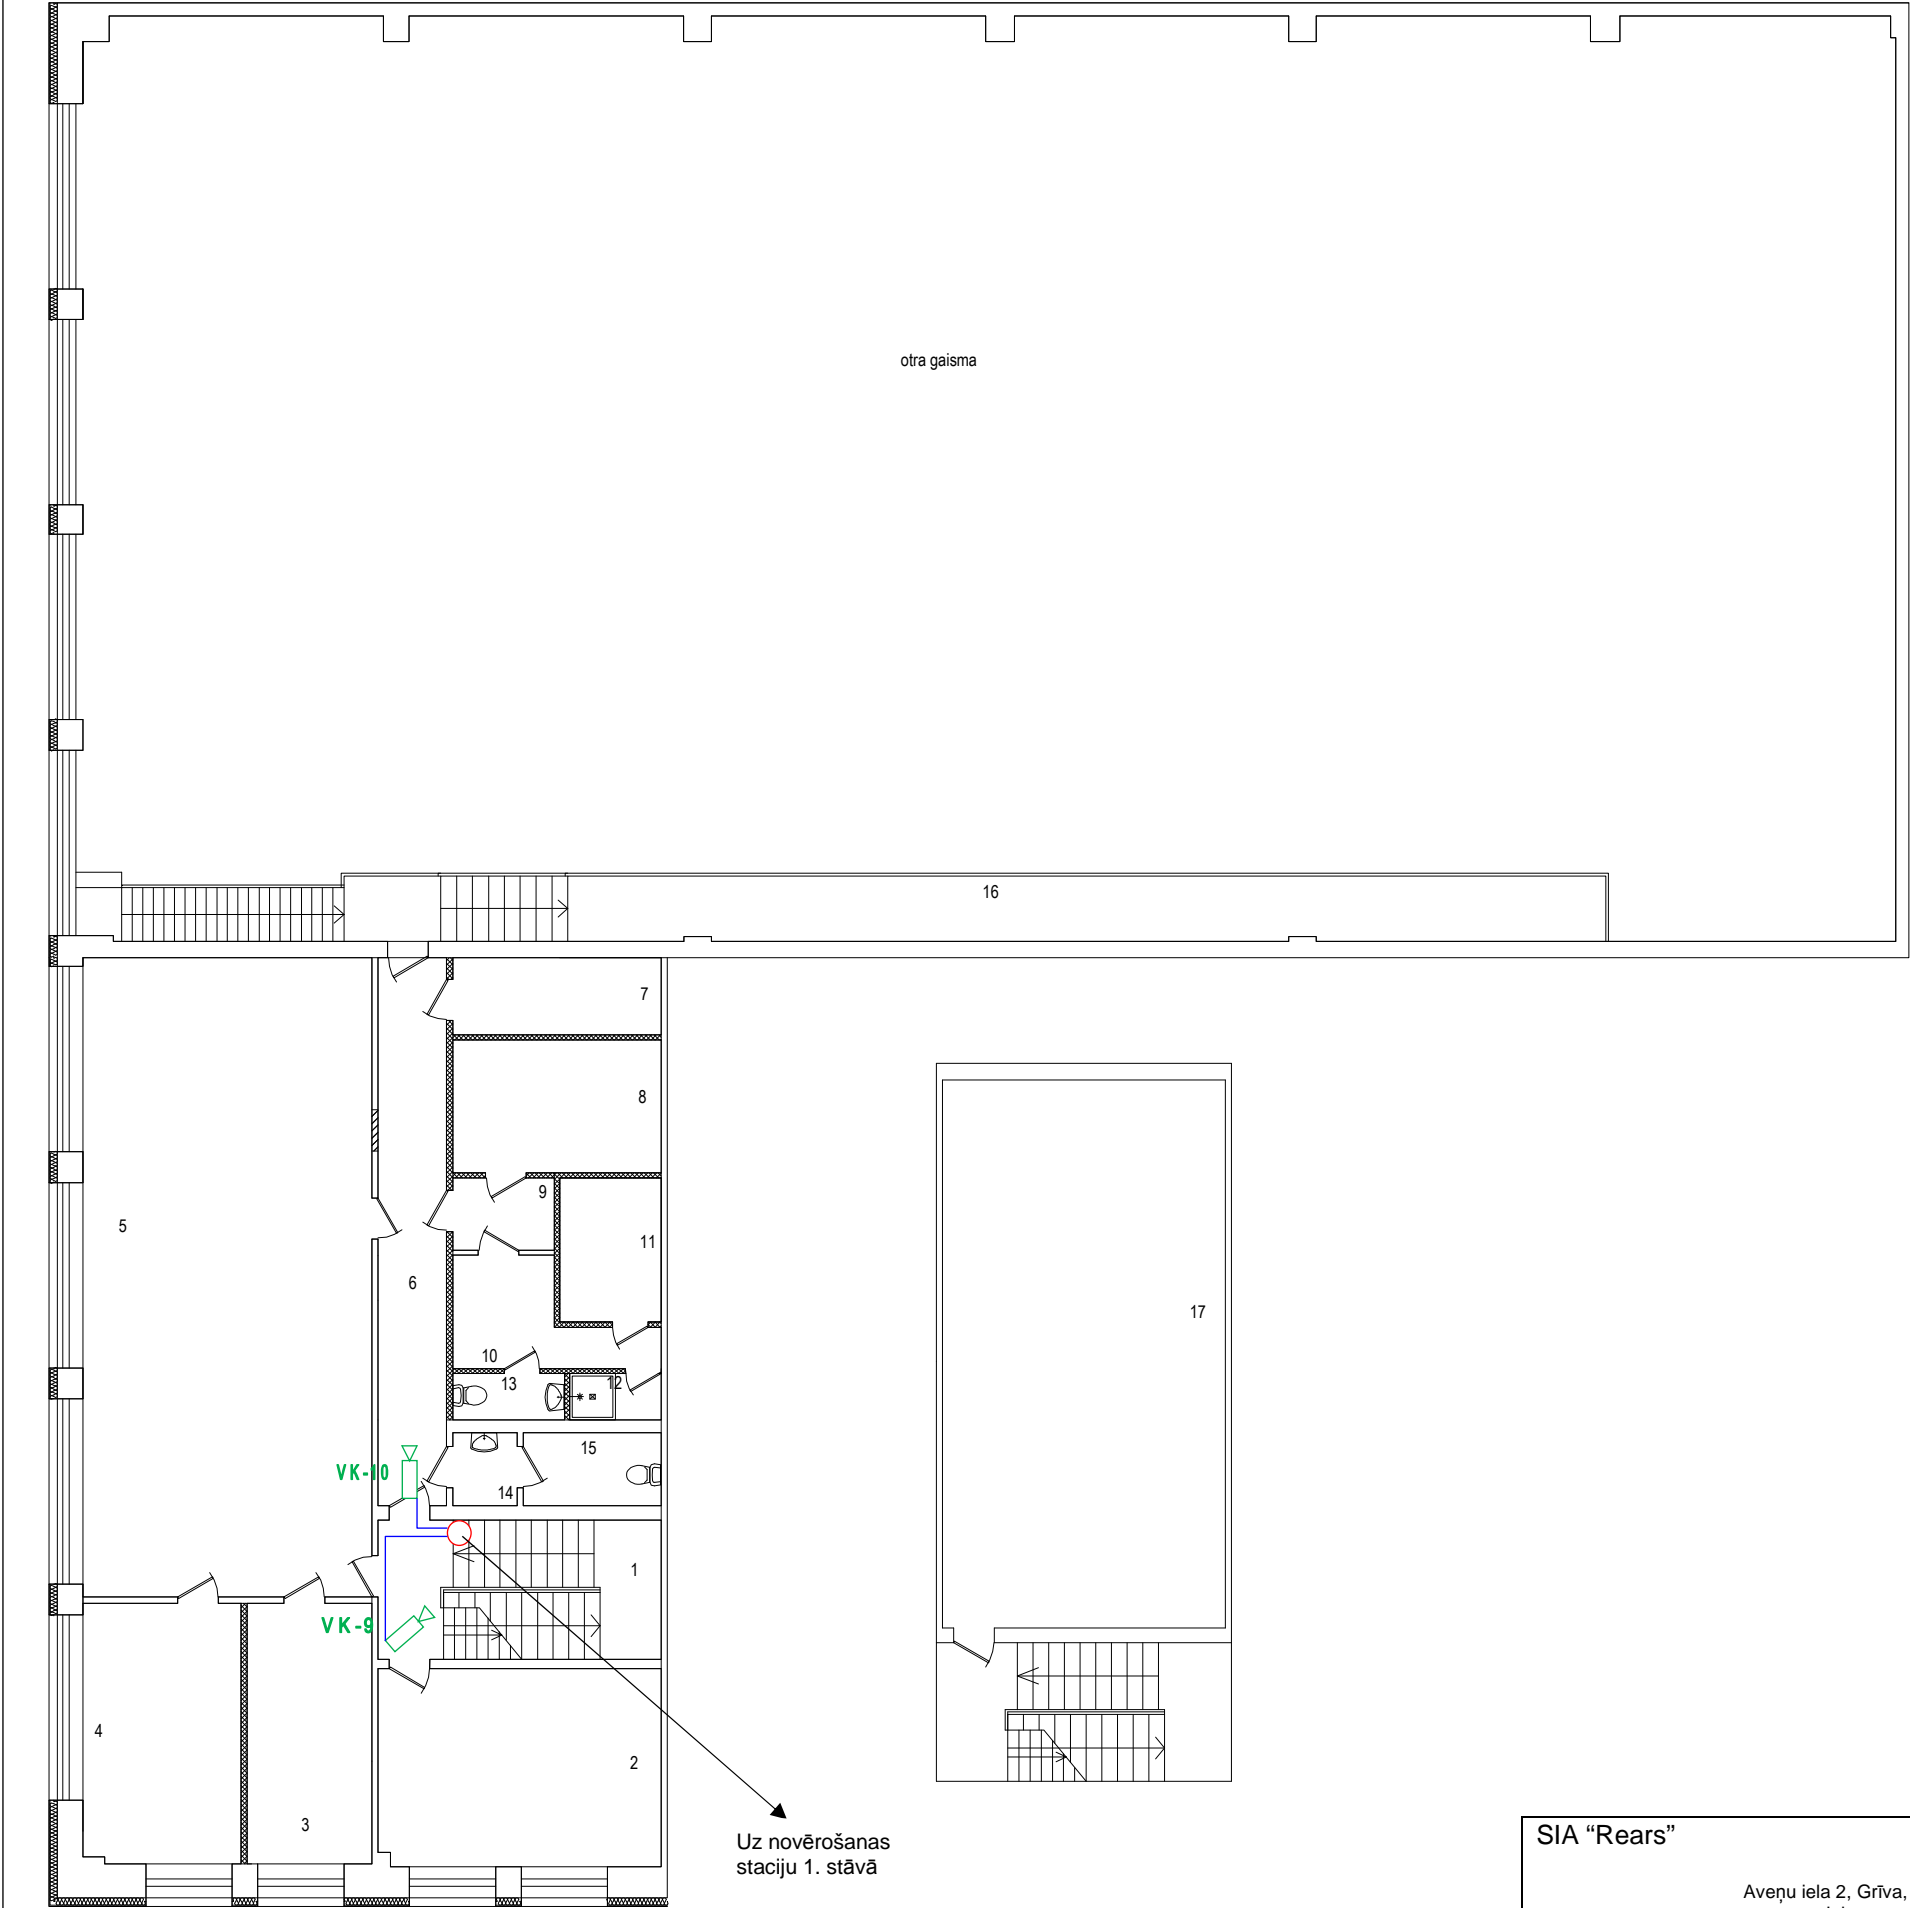 otra gaisma
16
7
8
9
5
11
6
17
10
13
12
15
VK-10
14
1
VK-9
4
2
3
Uz novērošanas
staciju 1. stāvā
SIA “Rears”
Aveņu iela 2, Grīva,